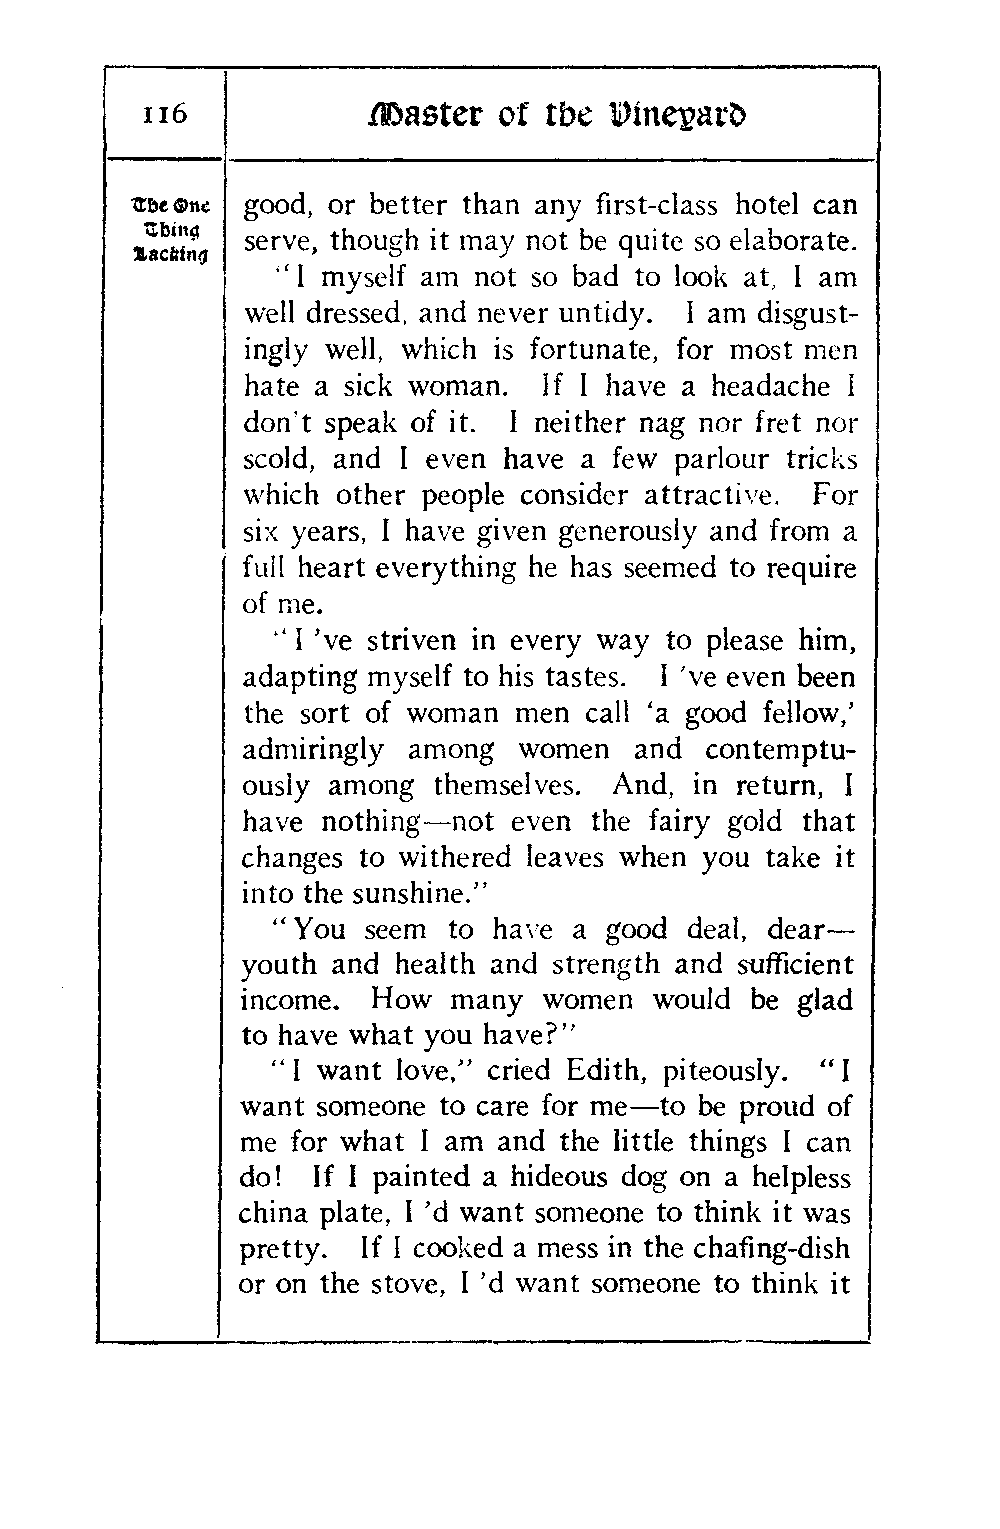 116
Master of the Vineyard
The One
Thing
Lacking
good, or better than any first-class hotel can
serve, though it may not be quite so elaborate.
"I myself am not so bad to look at, I am
well dressed, and never untidy. I am disgust-
ingly well, which is fortunate, for most men
hate a sick woman. If I have a headache I
don't speak of it. I neither nag nor fret nor
scold, and I even have a few parlour tricks
which other people consider attractive. For
six years, I have given generously and from a
full heart everything he has seemed to require
of me.
"I 've striven in every way to please him,
adapting myself to his tastes. I 've even been
the sort of woman men call 'a good fellow,'
admiringly among women and contemptu-
ously among themselves. And, in return, I
have nothing—not even the fairy gold that
changes to withered leaves when you take it
into the sunshine."
"You seem to have a good deal, dear—
youth and health and strength and sufficient
income. How many women would be glad
to have what you have?"
"I want love," cried Edith, piteously. "I
want someone to care for me—to be proud of
me for what I am and the little things I can
do! If I painted a hideous dog on a helpless
china plate, I 'd want someone to think it was
pretty. If I cooked a mess in the chafing-dish
or on the stove, I 'd want someone to think it